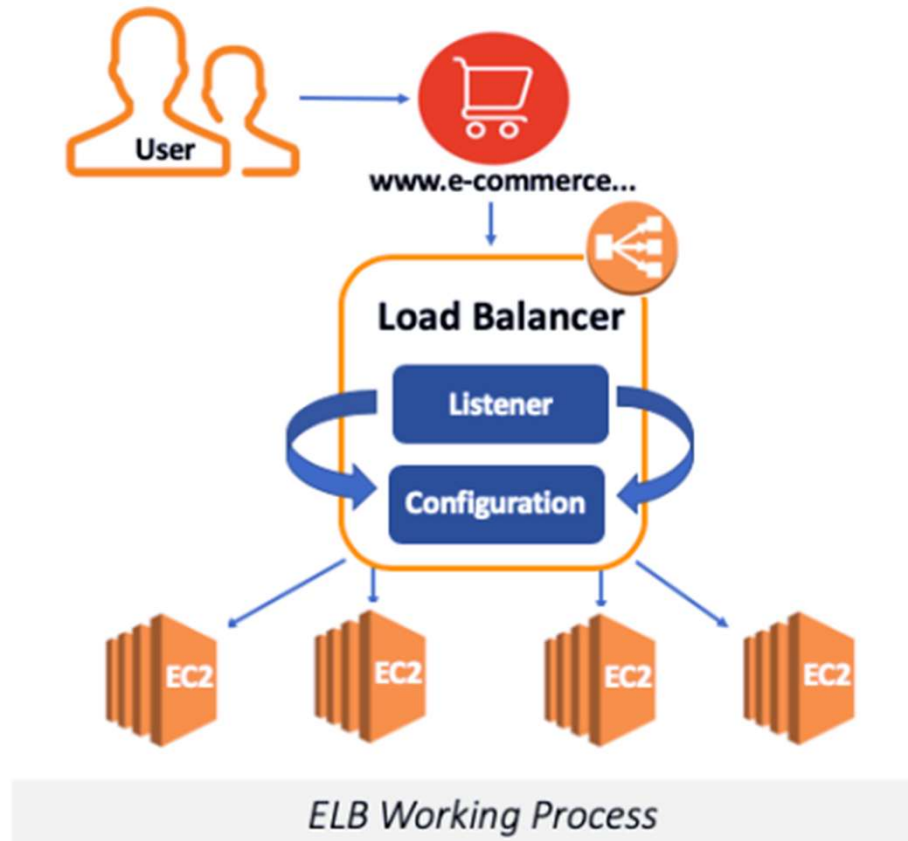 User
www.e-commerce...
Load Balancer
Listener
Configuration
EC2
EC2
EC2
EC2
ELB Working Process